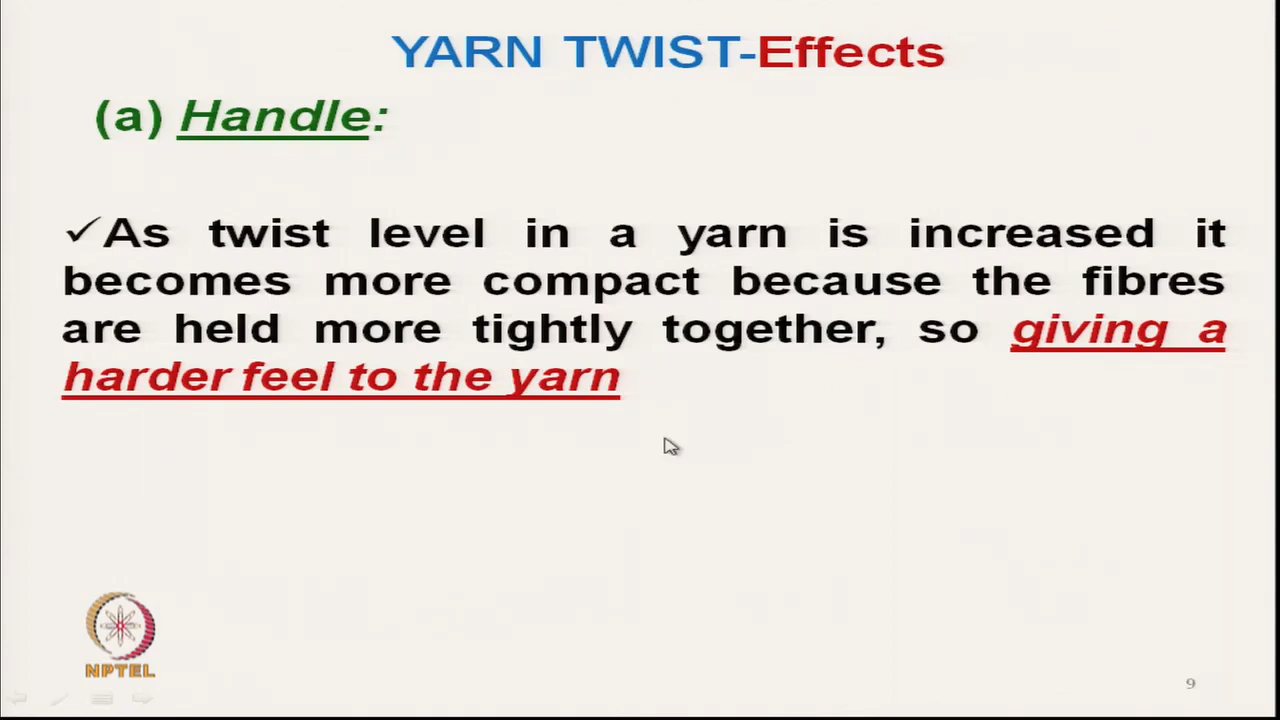 YARN TWIST-Effects
(a) Handle:
✓As twist level in a yarn is increased it
becomes more compact because the fibres
are held more tightly together, so giving a
harder feel to the yarn
NPTEL
9